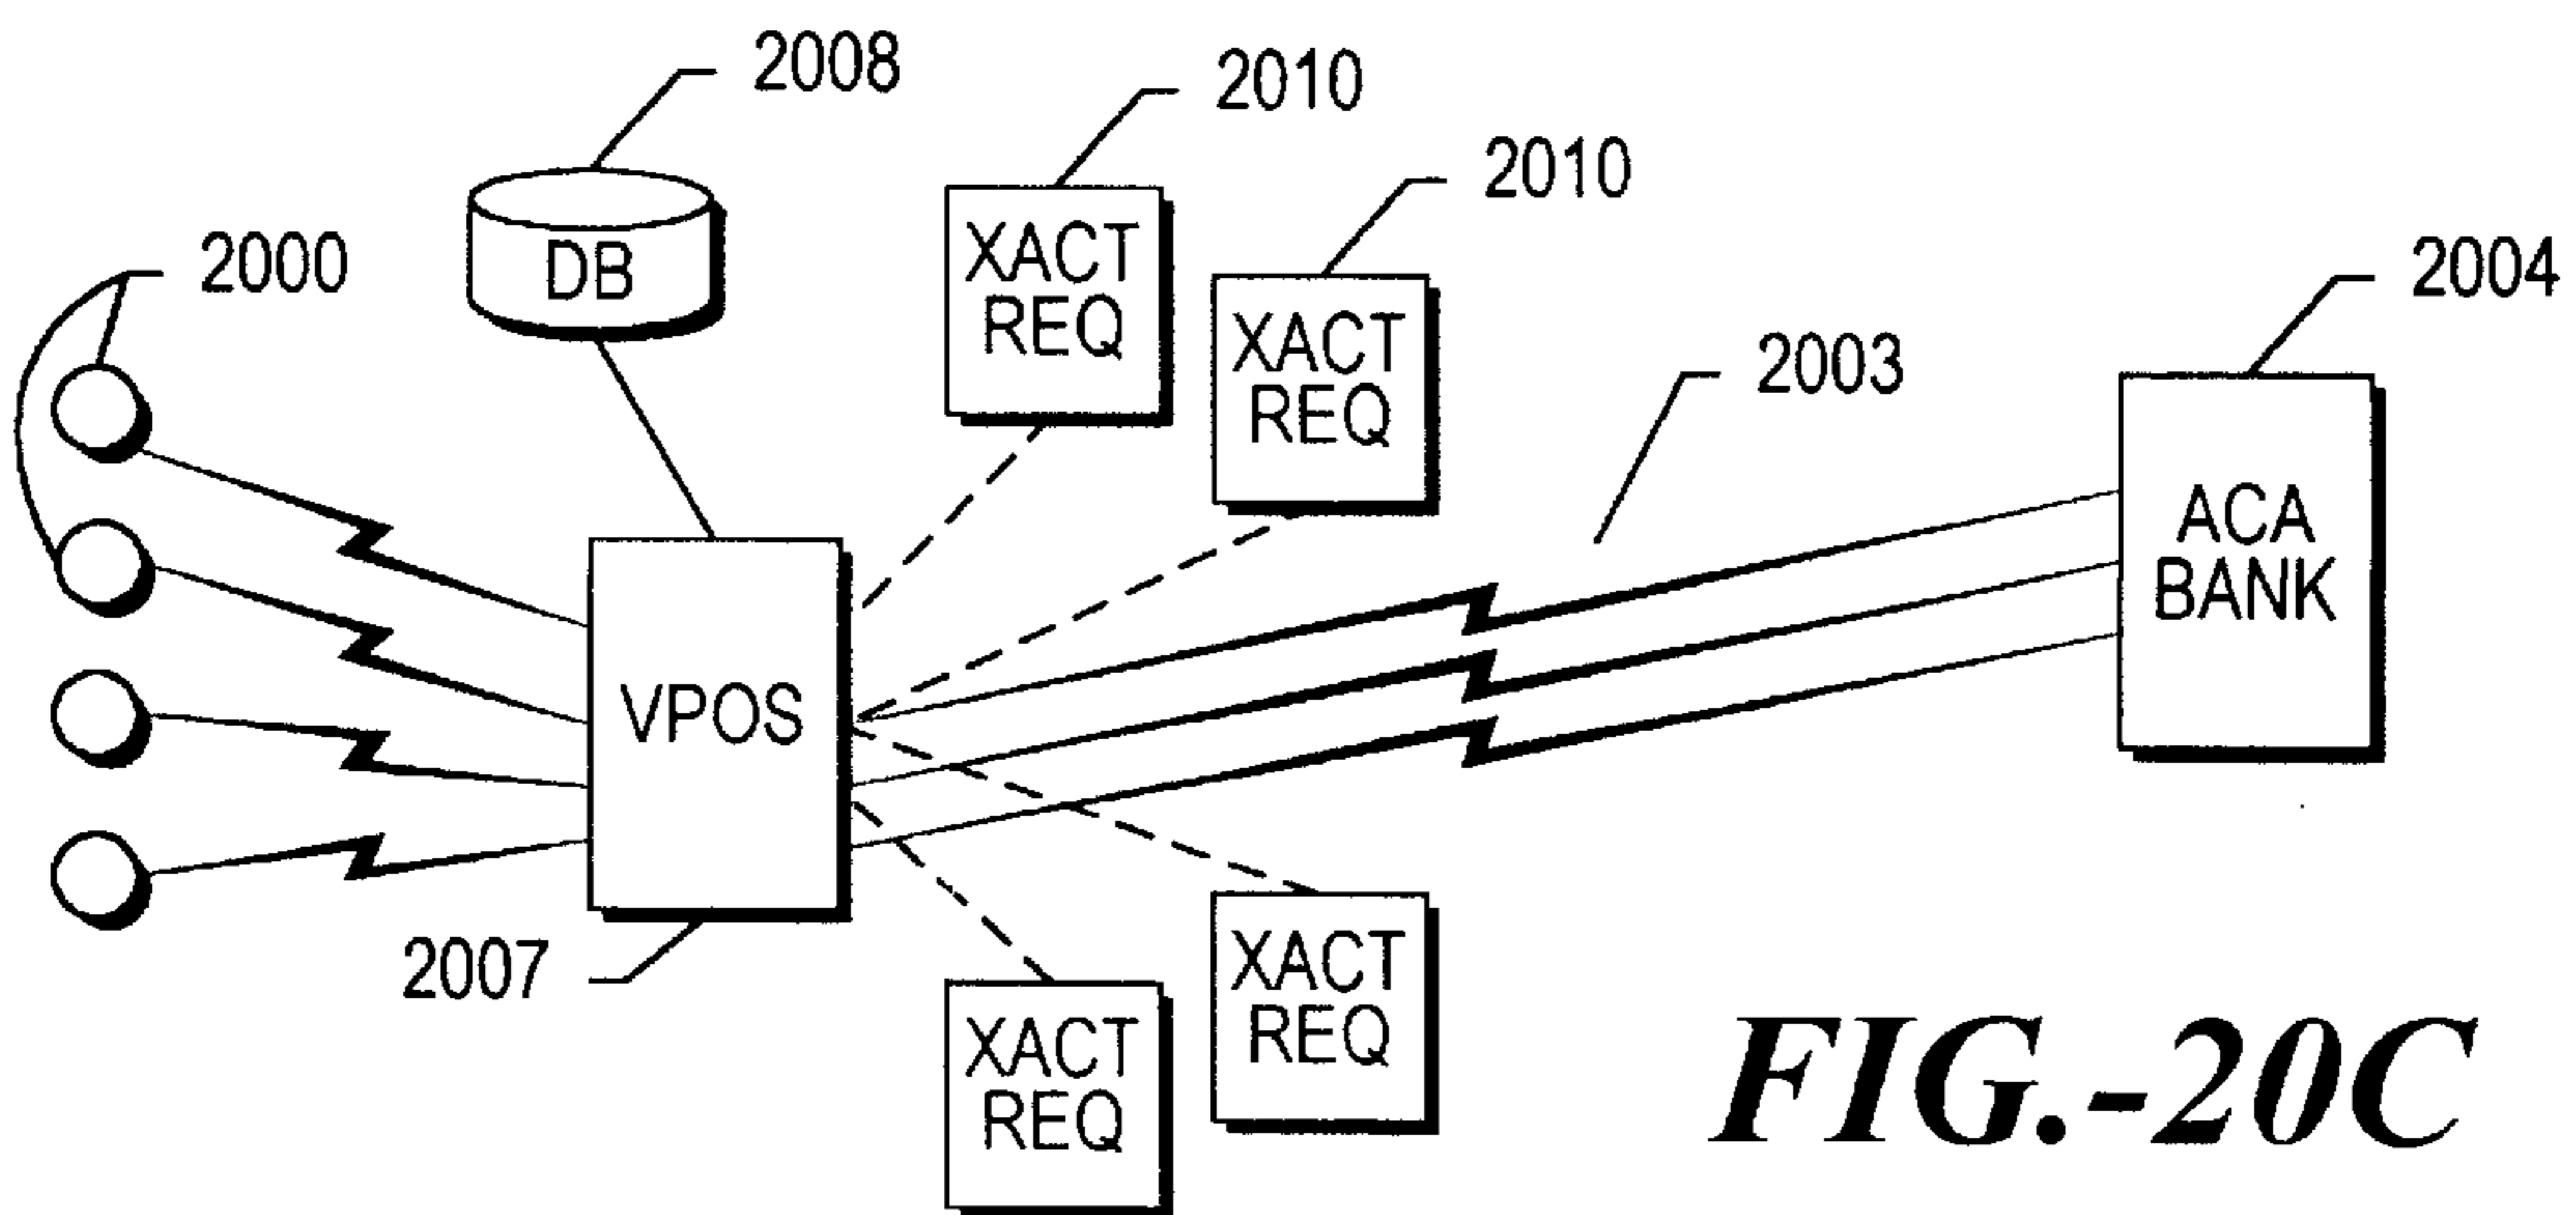 2008
2010
2010
2000
DB
XACT
REQ
XACT
REQ
2003
2004
ACA
BANK
VPOS
2007
XACT
REQ
XACT
REQ
FIG.-20C